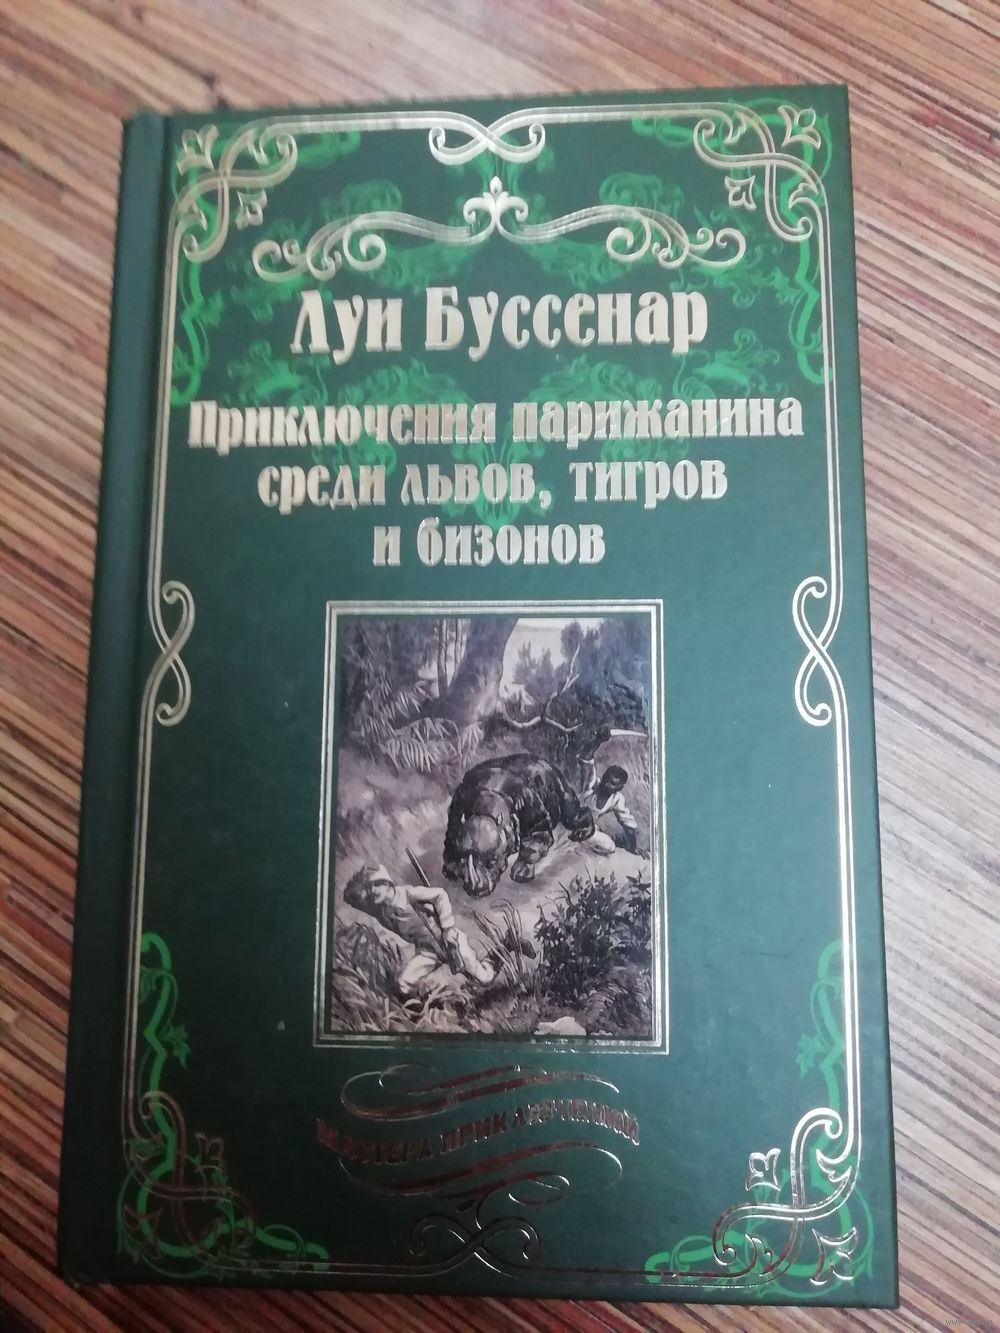 Луи Буссенар
Приключения парижанина
среди львов, тигров
и бизонов
МАСТЕРА ПРИКЛЮЧЕНИЙ